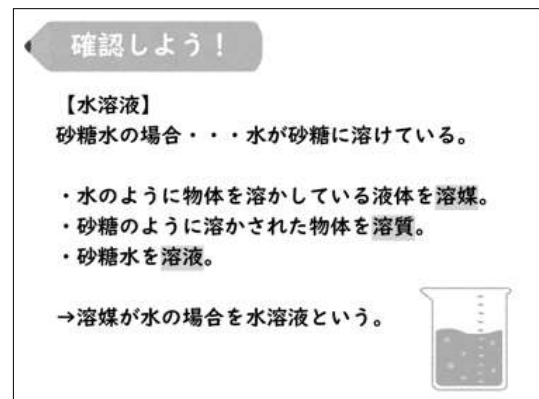 確認しよう！
【水溶液】
砂糖水の場合・・・水が砂糖に溶けている。
・水のように物体を溶かしている液体を溶媒。
・砂糖のように溶かされた物体を溶質。
・砂糖水を溶液。
→溶媒が水の場合を水溶液という。